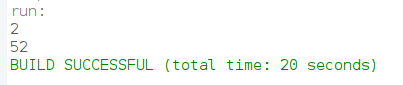 run:
2
52
BUILD SUCCESSFUL (total time: 20 seconds)